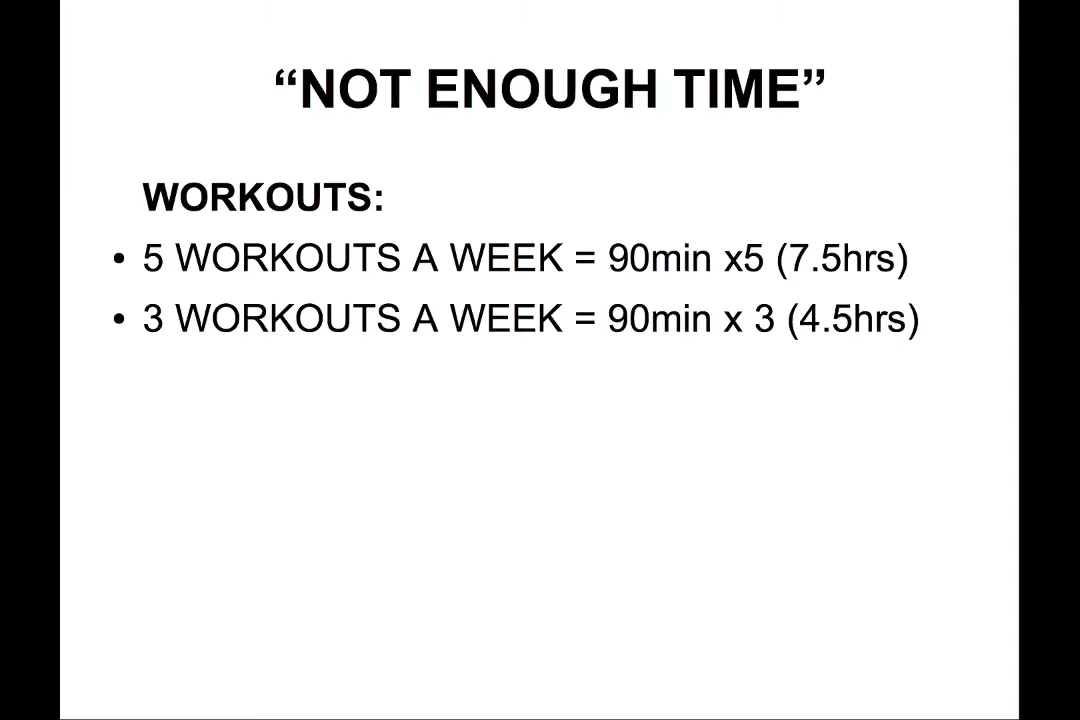 “NOT ENOUGH TIME”
WORKOUTS:
• 5 WORKOUTS A WEEK = 90min x5 (7.5hrs)
• 3 WORKOUTS A WEEK = 90min x 3 (4.5hrs)